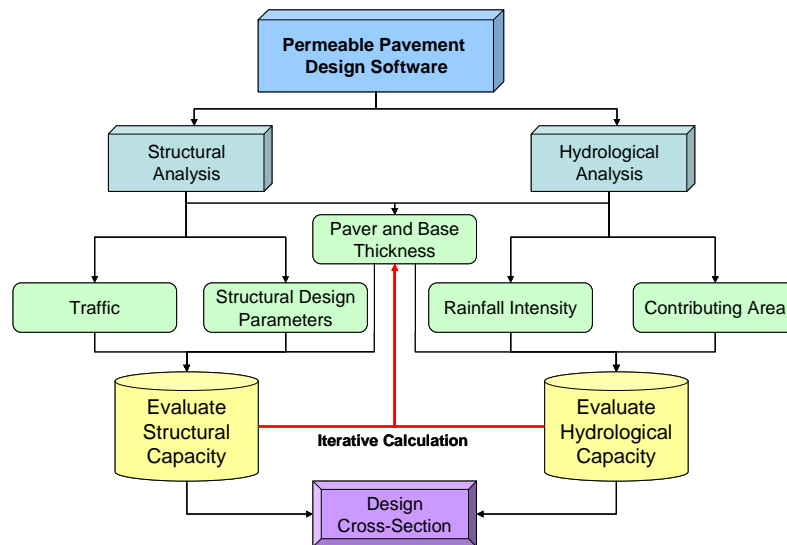 Permeable Pavement
Design Software
Structural
Analysis
Hydrological
Analysis
Paver and Base
Thickness
Traffic
Structural Design
Parameters
Rainfall Intensity
Contributing Area
Evaluate
Structural
Capacity
Iterative Calculation
Evaluate
Hydrological
Capacity
Design
Cross-Section